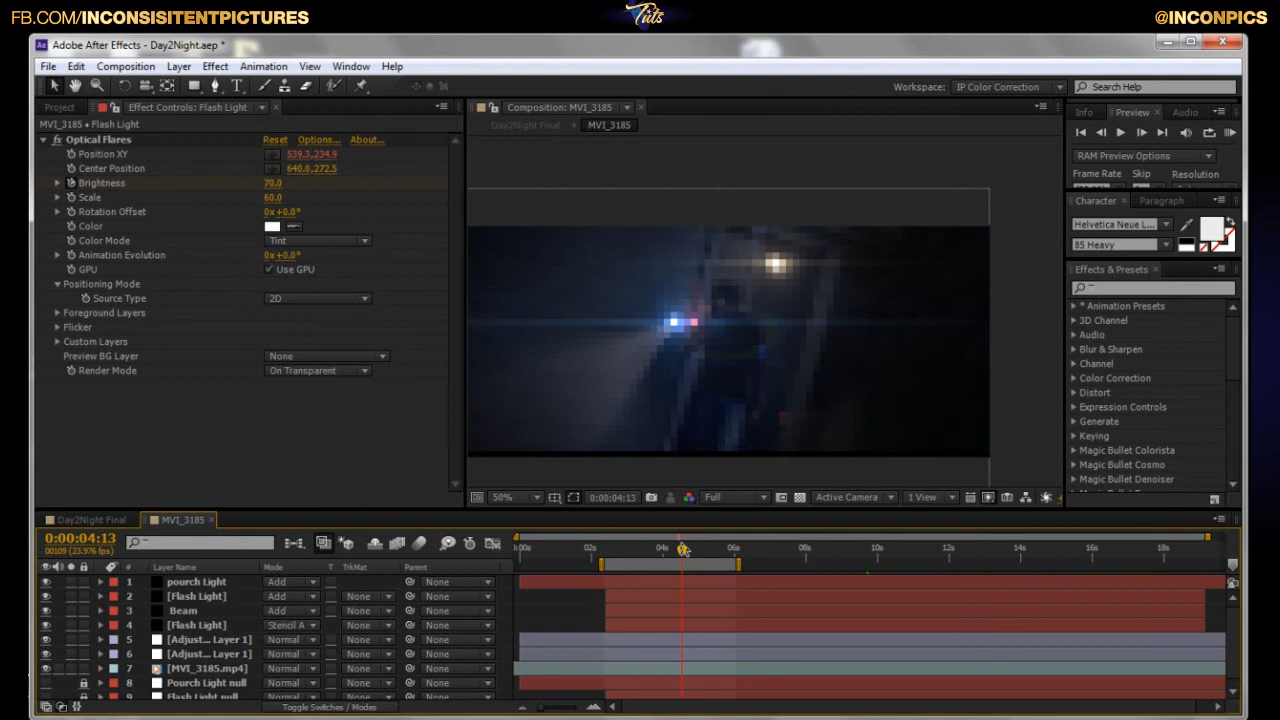 FB.COM/INCONSISITENTPICTURES
Tuts
@INCONPICS
Ae Adobe After Effects - Day2Night.aep *
File Edit Composition Layer Effect Animation View Window Help
Workspace: IP Color Correction
Search Help
Project
Effect Controls: Flash Light
MVI_3185 • Flash Light
fx Optical Flares Reset Options... About...
Position XY 539.3,234.9
Center Position 640.0,272.5
Brightness 70.0
Scale 60.0
Rotation Offset 0x+0.0°
Color
Color Mode Tint
Animation Evolution 0x+0.0°
GPU Use GPU
Positioning Mode
Source Type 2D
Foreground Layers
Flicker
Custom Layers
Preview BG Layer None
Render Mode On Transparent
Composition: MVI_3185
Day2Night Final MVI_3185
50% 0:00:04:13 Full Active Camera 1 View
Info Preview Audio
RAM Preview Options
Frame Rate Skip
Character Paragraph
Helvetica Neue L...
85 Heavy
Effects & Presets
* Animation Presets
3D Channel
Audio
Blur & Sharpen
Channel
Color Correction
Distort
Expression Controls
Generate
Keying
Magic Bullet Colorista
Magic Bullet Cosmo
Magic Bullet Denoiser
Day2Night Final MVI_3185
0:00:04:13
00109 (23.976 fps)
:00s 02s 04s 06s 10s 12s 14s 16s 18s
# Layer Name Mode T TrkMat Parent
1 pourch Light Add None
2 [Flash Light] Add None None
3 Beam Add None None
4 [Flash Light] Stencil A None None
5 [Adjust... Layer 1] Normal None None
6 [Adjust... Layer 1] Normal None None
7 [MVI_3185.mp4] Normal None None
8 Pourch Light null Normal None None
9 Flash Light null Normal None None
Toggle Switches / Modes